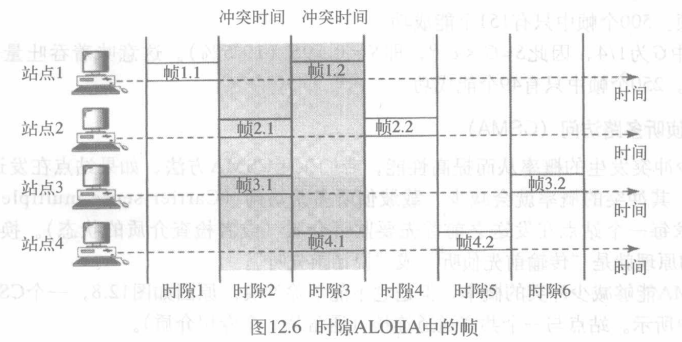 冲突时间 冲突时间
站点1 帧1.1 帧1.2
时间
站点2 帧2.1 帧2.2
时间
站点3 帧3.1 帧3.2
时间
站点4 帧4.1 帧4.2
时间
时隙1 时隙2 时隙3 时隙4 时隙5 时隙6
图12.6 时隙ALOHA中的帧